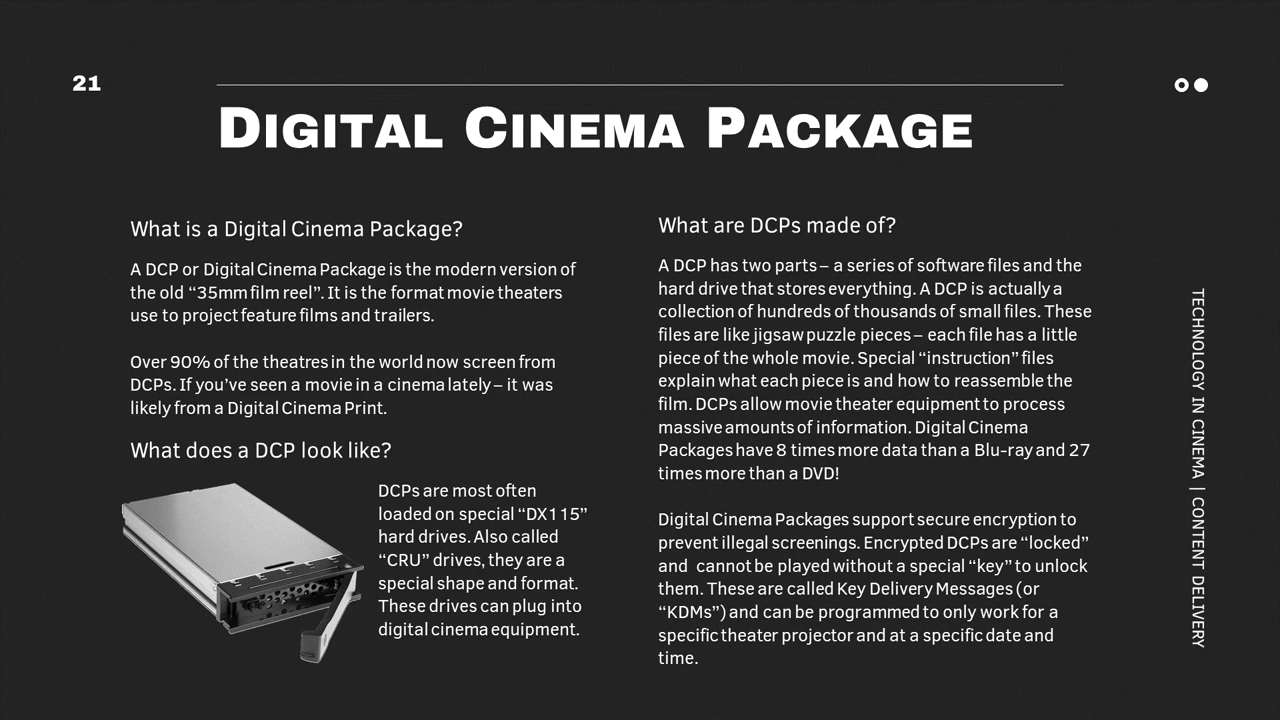 21
DIGITAL CINEMA PACKAGE
What is a Digital Cinema Package?
A DCP or Digital Cinema Package is the modern version of
the old “35mm film reel”. It is the format movie theaters
use to project feature films and trailers.
Over 90% of the theatres in the world now screen from
DCPs. If you’ve seen a movie in a cinema lately – it was
likely from a Digital Cinema Print.
What does a DCP look like?
DCPs are most often
loaded on special “DX115”
hard drives. Also called
“CRU” drives, they are a
special shape and format.
These drives can plug into
digital cinema equipment.
What are DCPs made of?
A DCP has two parts – a series of software files and the
hard drive that stores everything. A DCP is actually a
collection of hundreds of thousands of small files. These
files are like jigsaw puzzle pieces – each file has a little
piece of the whole movie. Special “instruction” files
explain what each piece is and how to reassemble the
film. DCPs allow movie theater equipment to process
massive amounts of information. Digital Cinema
Packages have 8 times more data than a Blu-ray and 27
times more than a DVD!
Digital Cinema Packages support secure encryption to
prevent illegal screenings. Encrypted DCPs are “locked”
and cannot be played without a special “key” to unlock
them. These are called Key Delivery Messages (or
“KDMs”) and can be programmed to only work for a
specific theater projector and at a specific date and
time.
TECHNOLOGY IN CINEMA | CONTENT DELIVERY